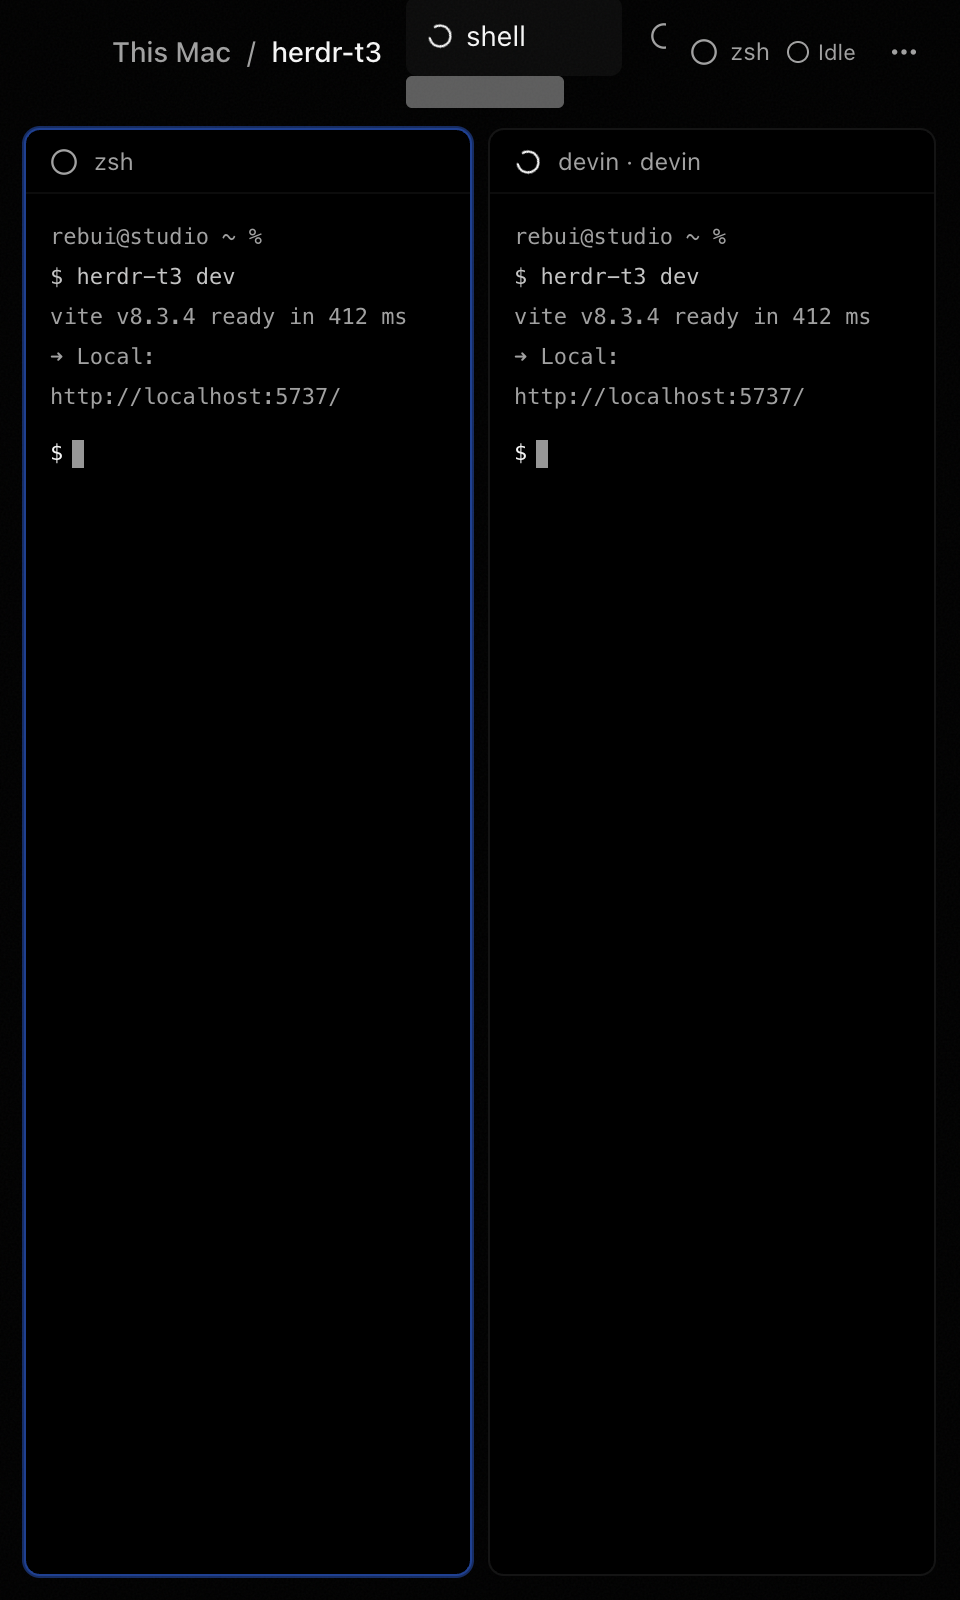 This Mac / herdr-t3
shell
zsh
Idle
zsh
rebui@studio ~ %
$ herdr-t3 dev
vite v8.3.4 ready in 412 ms
→ Local:
http://localhost:5737/
$
devin · devin
rebui@studio ~ %
$ herdr-t3 dev
vite v8.3.4 ready in 412 ms
→ Local:
http://localhost:5737/
$